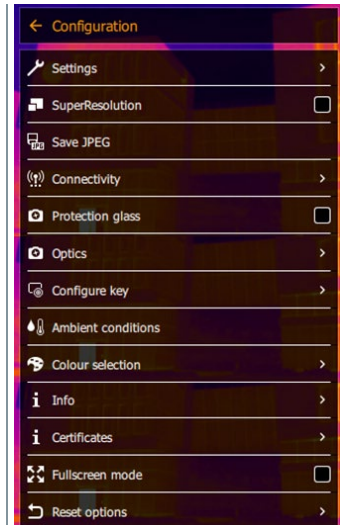 Configuration
Settings
SuperResolution
JPG
Save JPEG
Connectivity
Protection glass
Optics
Configure key
Ambient conditions
Colour selection
i Info
i Certificates
Fullscreen mode
Reset options